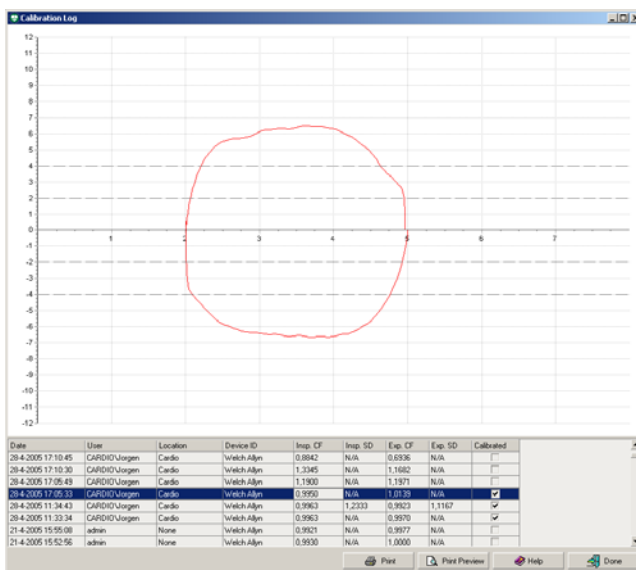 Calibration Log
12
11
10
9
8
7
6
5
4
3
2
1
0
1 2 3 4 5 6 7
-1
-2
-3
-4
-5
-6
-7
-8
-9
-10
-11
-12
Date User Location Device ID Insp. CF Insp. SD Exp. CF Exp. SD Calibrated
28-4-2005 17:10:45 CARDIO\Jorgen Cardio Welch Allyn 0,8842 N/A 0,6936 N/A
28-4-2005 17:10:30 CARDIO\Jorgen Cardio Welch Allyn 1,3345 N/A 1,1682 N/A
28-4-2005 17:05:49 CARDIO\Jorgen Cardio Welch Allyn 1,1900 N/A 1,1971 N/A
28-4-2005 17:05:33 CARDIO\Jorgen Cardio Welch Allyn 0,9950 N/A 1,0139 N/A
28-4-2005 11:34:43 CARDIO\Jorgen Cardio Welch Allyn 0,9963 1,2333 0,9923 1,1167
28-4-2005 11:33:34 CARDIO\Jorgen Cardio Welch Allyn 0,9963 N/A 0,9970 N/A
21-4-2005 15:55:08 admin None Welch Allyn 0,9921 N/A 0,9977 N/A
21-4-2005 15:52:56 admin None Welch Allyn 0,9930 N/A 1,0000 N/A
Print Print Preview Help Done